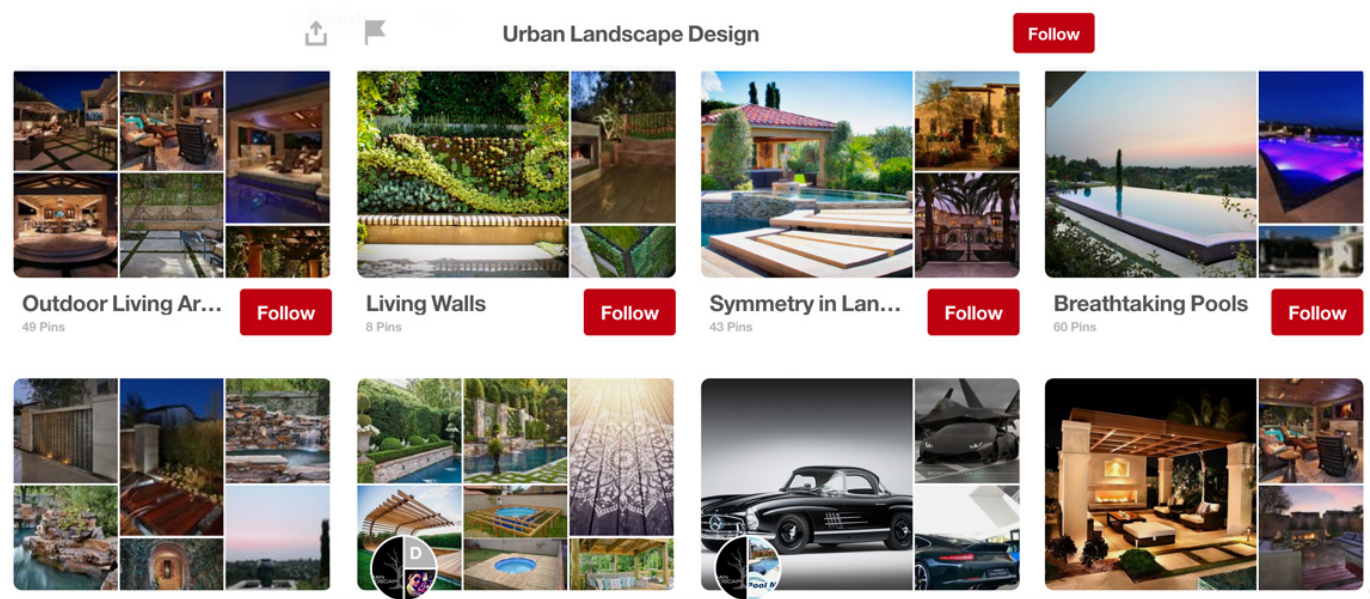 Urban Landscape Design
Follow
Outdoor Living Ar...
49 Pins
Follow
Living Walls
8 Pins
Follow
Symmetry in Lan...
43 Pins
Follow
Breathtaking Pools
60 Pins
Follow
D
Pool M